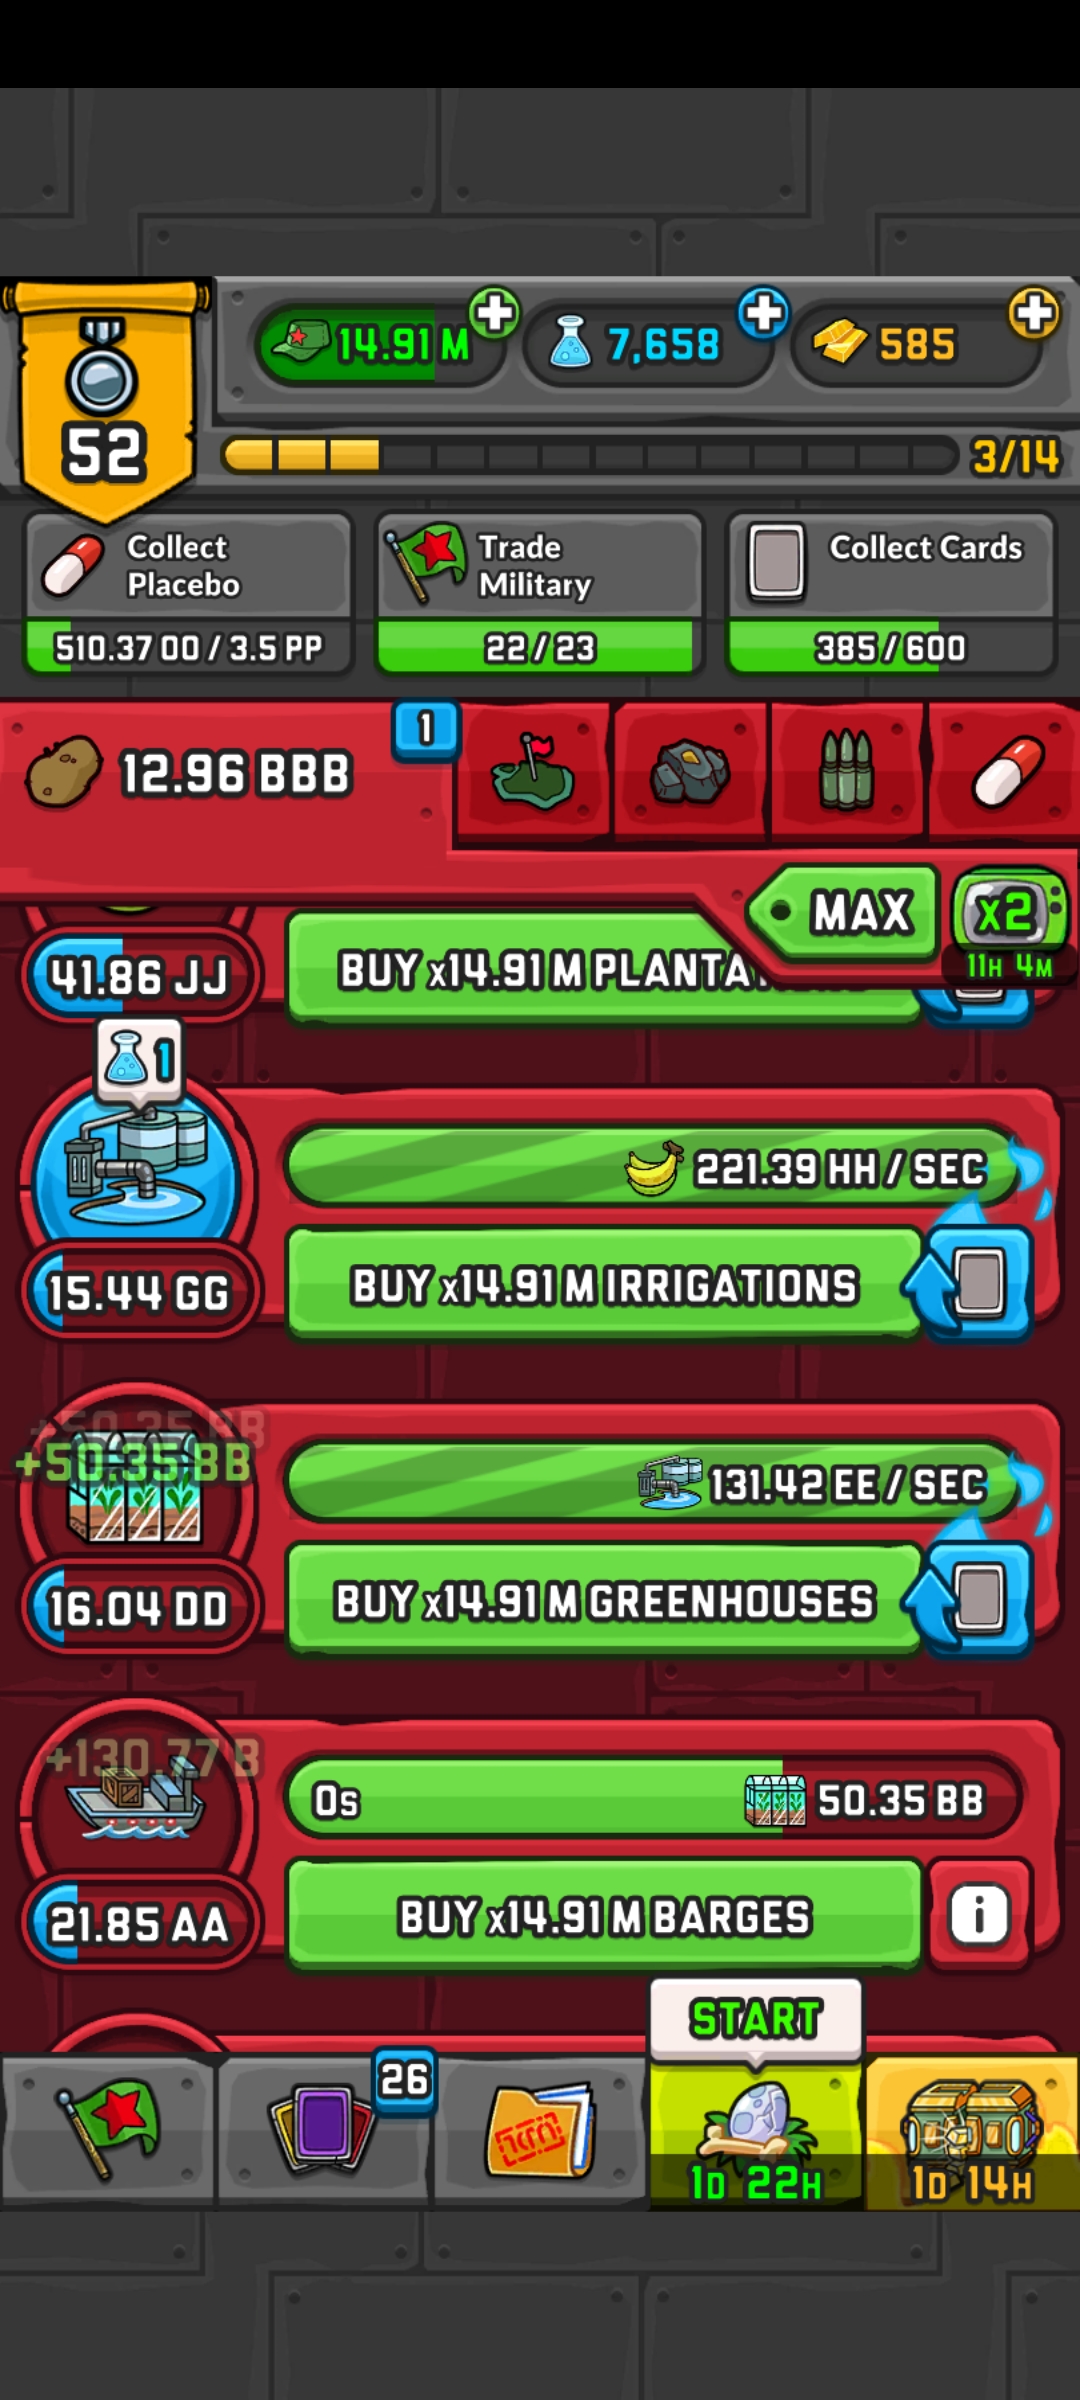 14.91 M
7,658
585
52
3/14
Collect Placebo
510.37 OO / 3.5 PP
Trade Military
22 / 23
Collect Cards
385 / 600
12.96 BBB
1
MAX
x2
11H 4M
41.86 JJ
BUY x14.91 M PLANTA
1
221.39 HH / SEC
15.44 GG
BUY x14.91 M IRRIGATIONS
+50.35 BB
+50.35 BB
131.42 EE / SEC
16.04 DD
BUY x14.91 M GREENHOUSES
+130.77 B
0s
50.35 BB
21.85 AA
BUY x14.91 M BARGES
i
START
26
1D 22H
1D 14H